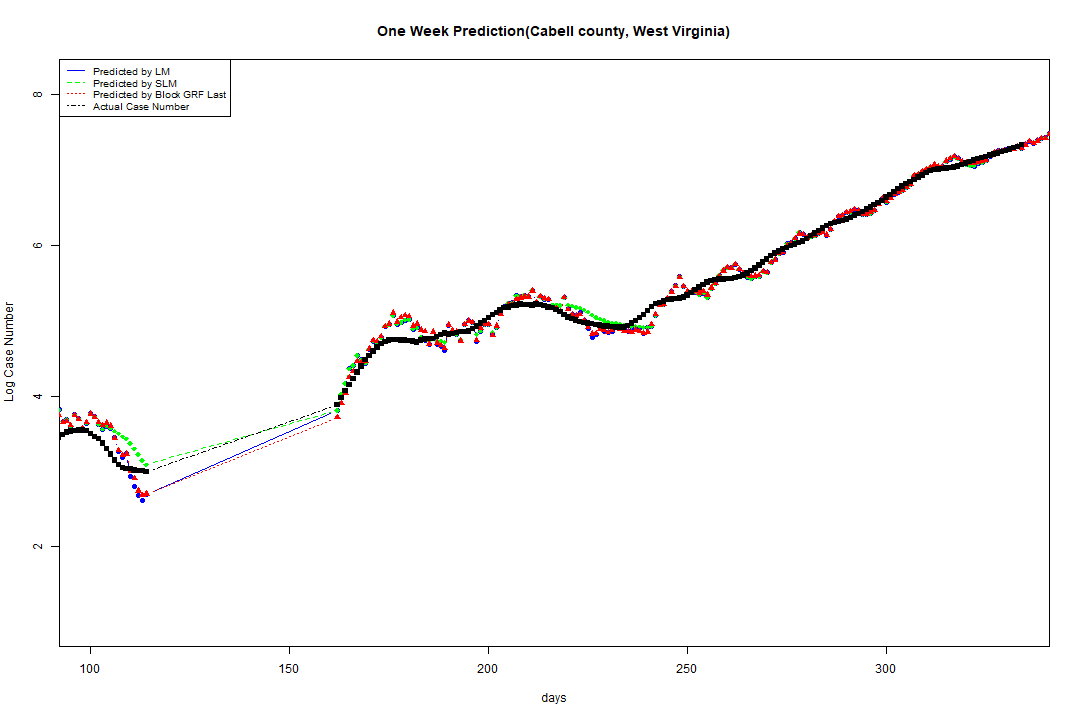 One Week Prediction(Cabell county, West Virginia)
Predicted by LM
Predicted by SLM
Predicted by Block GRF Last
Actual Case Number
8
6
4
2
Log Case Number
100 150 200 250 300
days